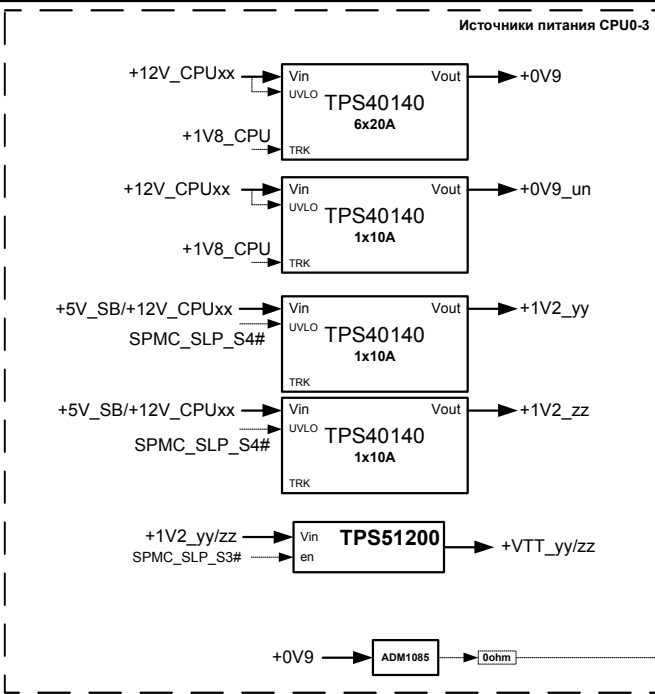 Источники питания CPU0-3
+12V_CPUxx Vin Vout +0V9
UVLO
TPS40140
6x20A
+1V8_CPU
TRK
+12V_CPUxx Vin Vout +0V9_un
UVLO
TPS40140
1x10A
+1V8_CPU
TRK
+5V_SB/+12V_CPUxx Vin Vout +1V2_yy
UVLO
SPMC_SLP_S4#
TPS40140
1x10A
TRK
+5V_SB/+12V_CPUxx Vin Vout +1V2_zz
UVLO
SPMC_SLP_S4#
TPS40140
1x10A
TRK
+1V2_yy/zz Vin TPS51200 +VTT_yy/zz
SPMC_SLP_S3# en
+0V9 ADM1085 0ohm